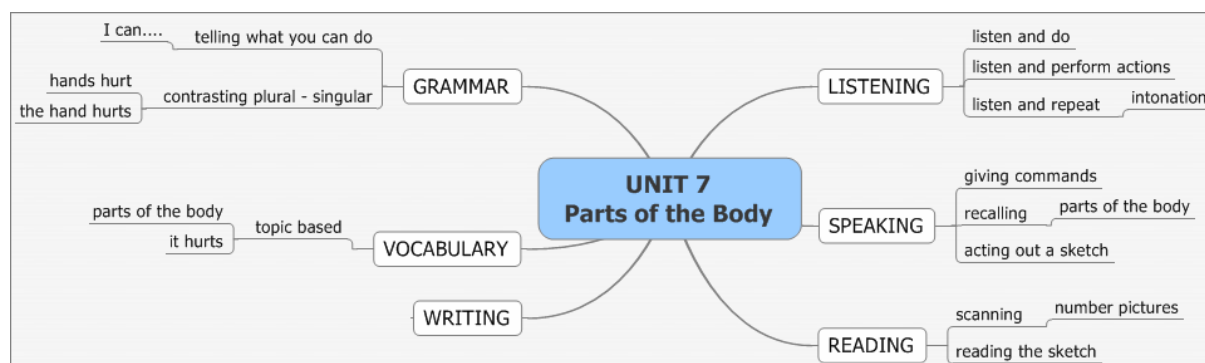 UNIT 7
Parts of the Body
GRAMMAR
telling what you can do
I can....
contrasting plural - singular
hands hurt
the hand hurts
VOCABULARY
topic based
parts of the body
it hurts
WRITING
LISTENING
listen and do
listen and perform actions
listen and repeat
intonation
SPEAKING
giving commands
recalling
parts of the body
acting out a sketch
READING
scanning
number pictures
reading the sketch